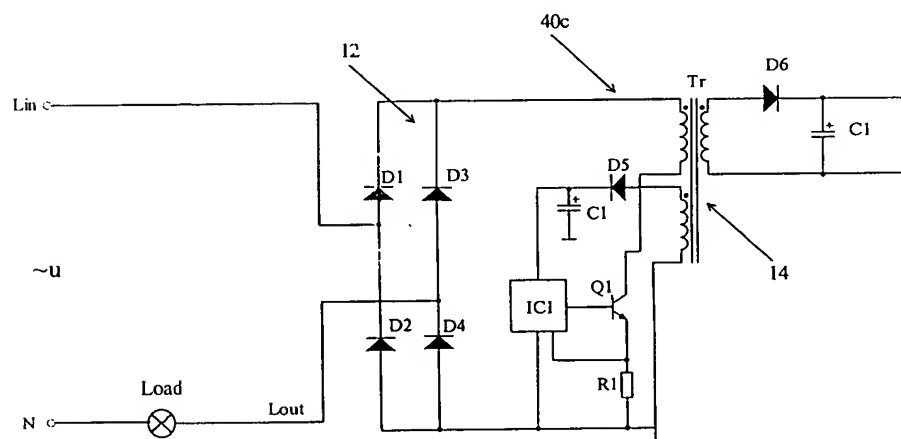 40c
12
Tr
D6
Lin
C1
D1
D3
D5
C1
~u
14
Q1
IC1
D2
D4
Load
R1
Lout
N